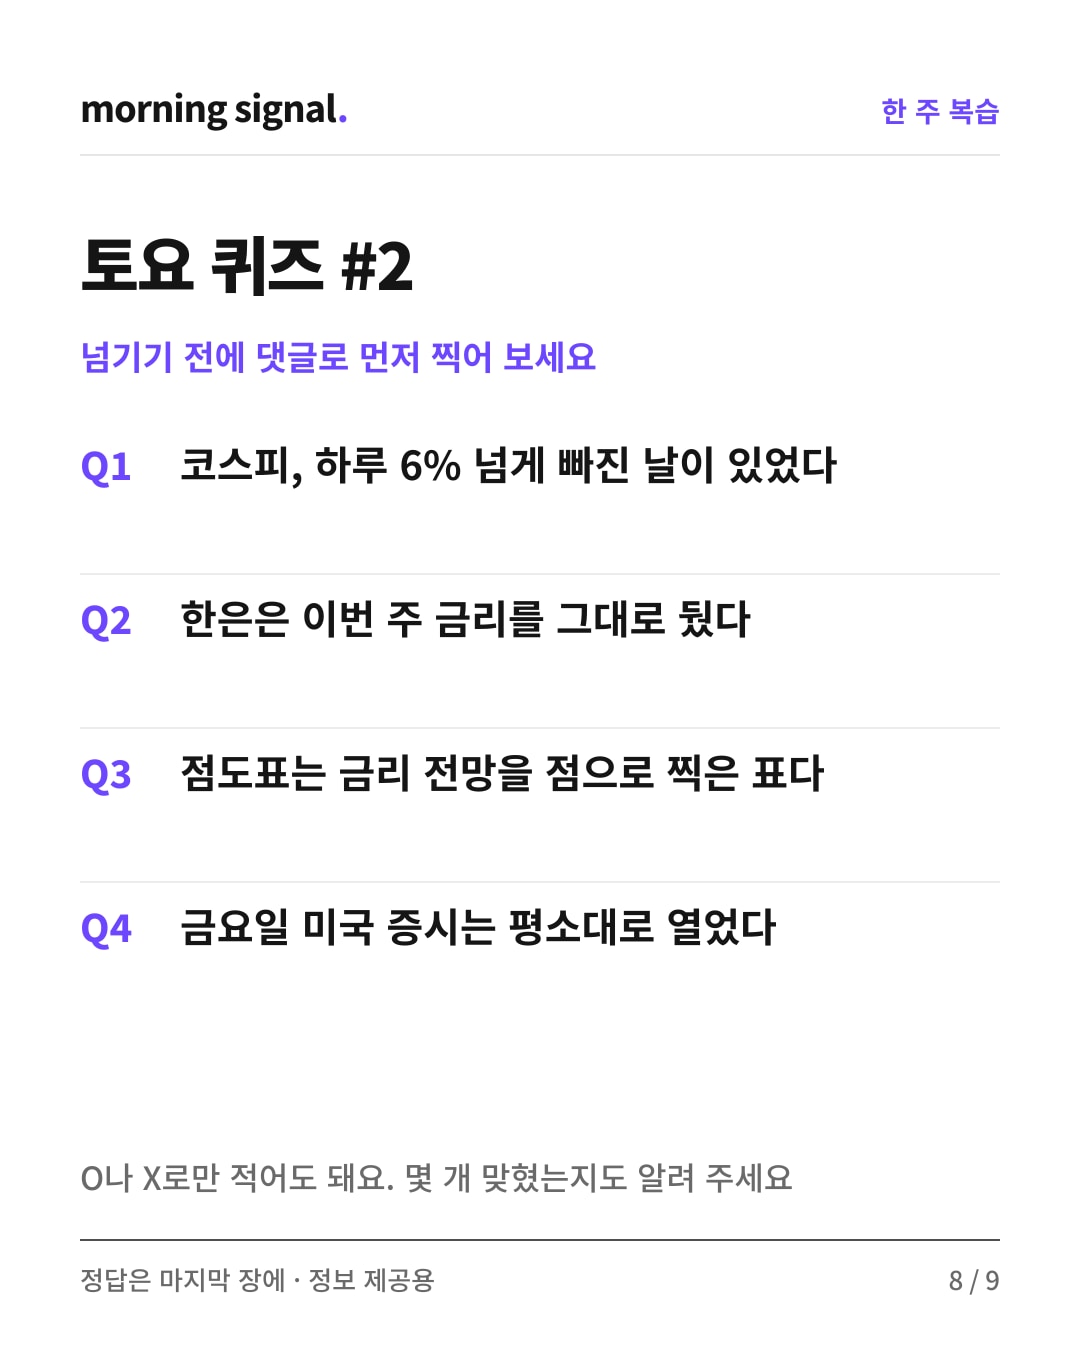 morning signal.
한 주 복습
토요 퀴즈 #2
넘기기 전에 댓글로 먼저 찍어 보세요
Q1 코스피, 하루 6% 넘게 빠진 날이 있었다
Q2 한은은 이번 주 금리를 그대로 뒀다
Q3 점도표는 금리 전망을 점으로 찍은 표다
Q4 금요일 미국 증시는 평소대로 열었다
O나 X로만 적어도 돼요. 몇 개 맞혔는지도 알려 주세요
정답은 마지막 장에 · 정보 제공용
8 / 9